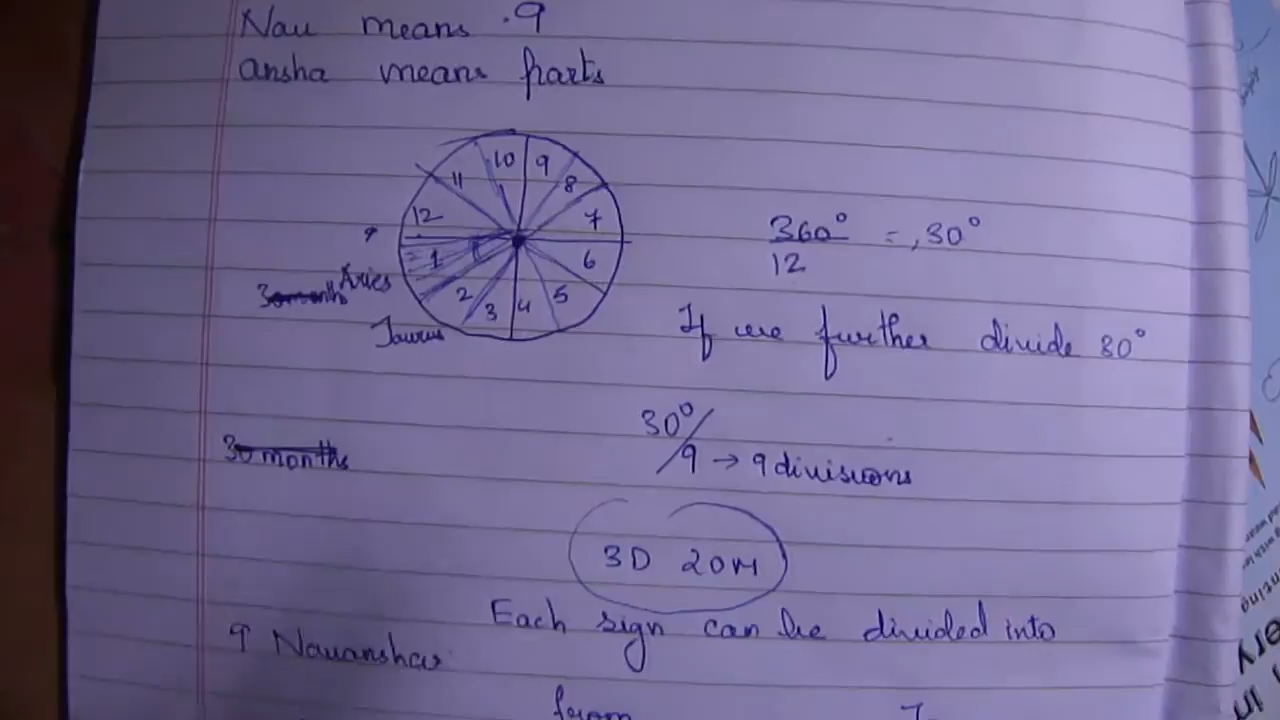 Nau means 9
ansha means parts
10 9
11 8
12 7
1 6
2 3 4 5
Aries
Taurus
360° = 30°
12
If we further divide 30°
30°/9 → 9 divisions
30 months
3D 20M
Each sign can be divided into
9 Navanshas
from